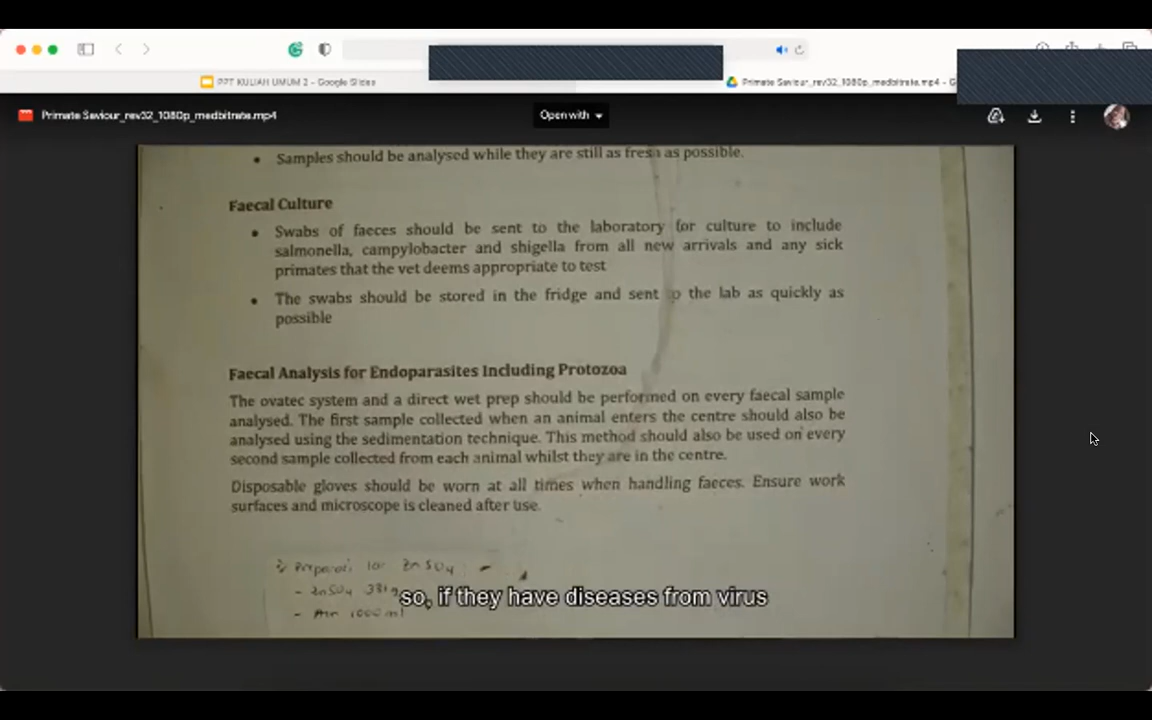 PPT KULIAH UMUM 2 - Google Slides
Primate Saviour_rev32_1080p_medbitrate.mp4 - G
Primate Saviour_rev32_1080p_medbitrate.mp4
Open with
• Samples should be analysed while they are still as fresh as possible.
Faecal Culture
• Swabs of faeces should be sent to the laboratory for culture to include
salmonella, campylobacter and shigella from all new arrivals and any sick
primates that the vet deems appropriate to test
• The swabs should be stored in the fridge and sent to the lab as quickly as
possible
Faecal Analysis for Endoparasites Including Protozoa
The ovatec system and a direct wet prep should be performed on every faecal sample
analysed. The first sample collected when an animal enters the centre should also be
analysed using the sedimentation technique. This method should also be used on every
second sample collected from each animal whilst they are in the centre.
Disposable gloves should be worn at all times when handling faeces. Ensure work
surfaces and microscope is cleaned after use.
ZnSO4
- ZnSO4
- 1000 ml
so, if they have diseases from virus